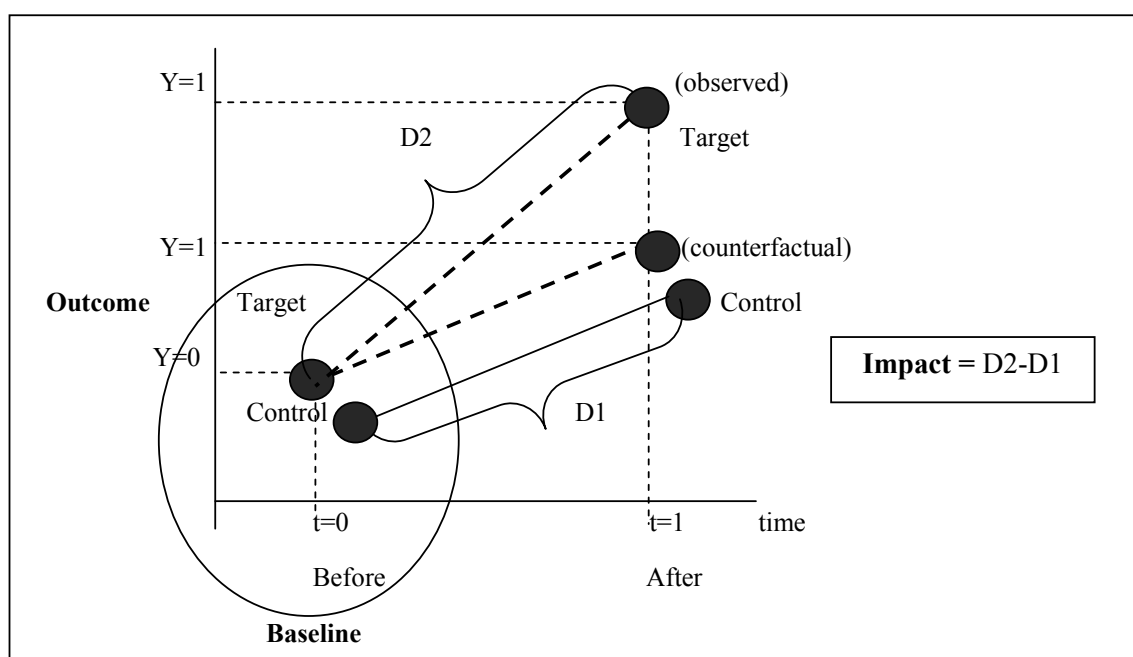 Y=1
(observed)
D2
Target
Y=1
(counterfactual)
Outcome
Target
Control
Y=0
Impact = D2-D1
Control
D1
t=0
t=1
time
Before
After
Baseline